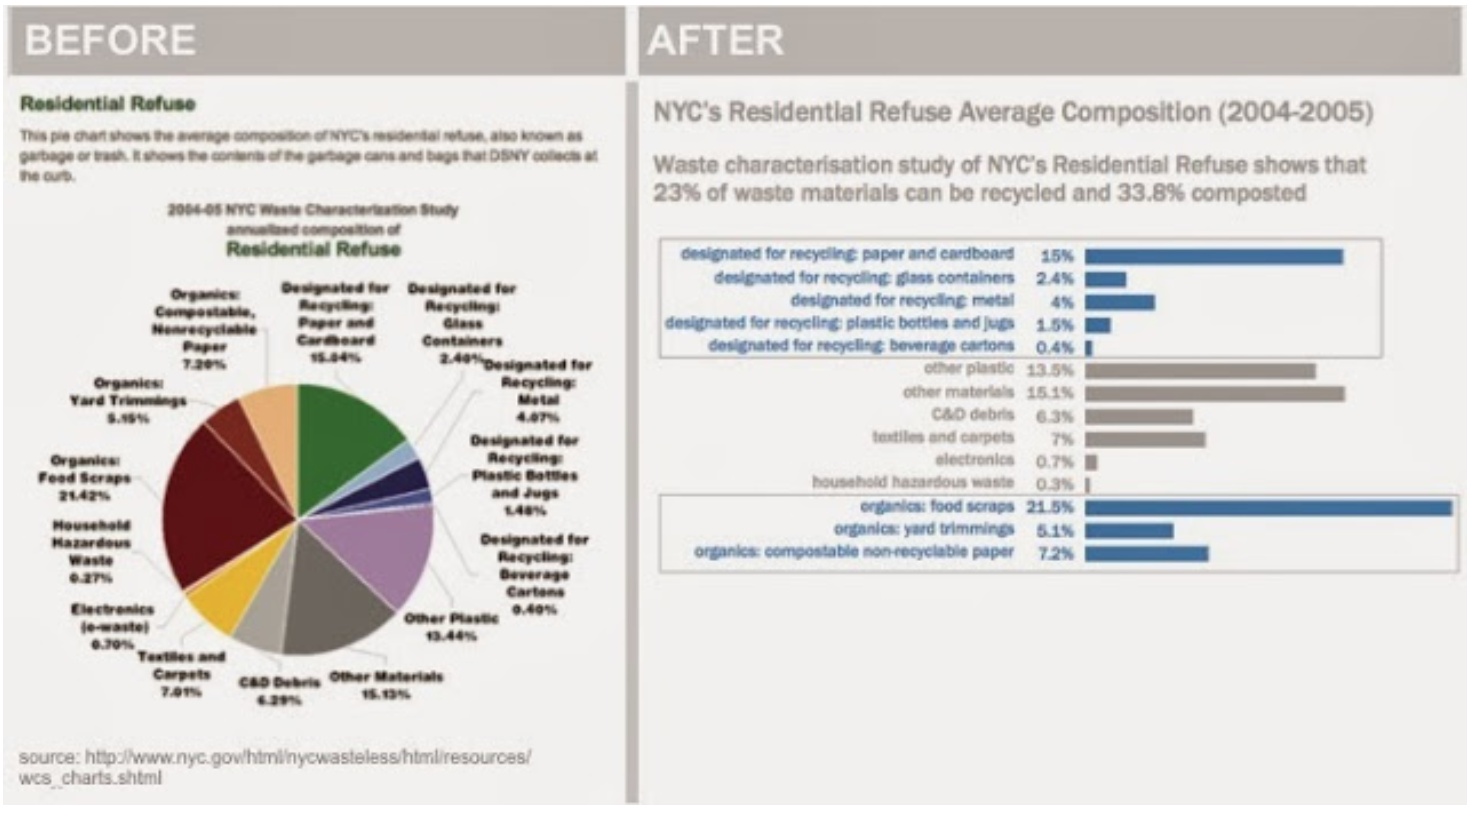 BEFORE
Residential Refuse
This pie chart shows the average composition of NYC's residential refuse, also known as
garbage or trash. It shows the contents of the garbage cans and bags that DSNY collects at
the curb.
2004-05 NYC Waste Characterization Study
annualized composition of
Residential Refuse
Organics:
Compostable,
Nonrecyclable
Paper
7.20%
Designated for
Recycling:
Paper and
Cardboard
15.04%
Designated for
Recycling:
Glass
Containers
2.40%
Designated for
Recycling:
Metal
4.07%
Designated for
Recycling:
Plastic Bottles
and Jugs
1.48%
Designated for
Recycling:
Beverage
Cartons
0.40%
Other Plastic
13.44%
Other Materials
15.13%
C&D Debris
6.29%
Textiles and
Carpets
7.01%
Electronics
(e-waste)
0.70%
Household
Hazardous
Waste
0.27%
Organics:
Food Scraps
21.42%
Organics:
Yard Trimmings
5.15%
source: http://www.nyc.gov/html/nycwasteless/html/resources/
wcs_charts.shtml
AFTER
NYC's Residential Refuse Average Composition (2004-2005)
Waste characterisation study of NYC's Residential Refuse shows that
23% of waste materials can be recycled and 33.8% composted
designated for recycling: paper and cardboard 15%
designated for recycling: glass containers 2.4%
designated for recycling: metal 4%
designated for recycling: plastic bottles and jugs 1.5%
designated for recycling: beverage cartons 0.4%
other plastic 13.5%
other materials 15.1%
C&D debris 6.3%
textiles and carpets 7%
electronics 0.7%
household hazardous waste 0.3%
organics: food scraps 21.5%
organics: yard trimmings 5.1%
organics: compostable non-recyclable paper 7.2%